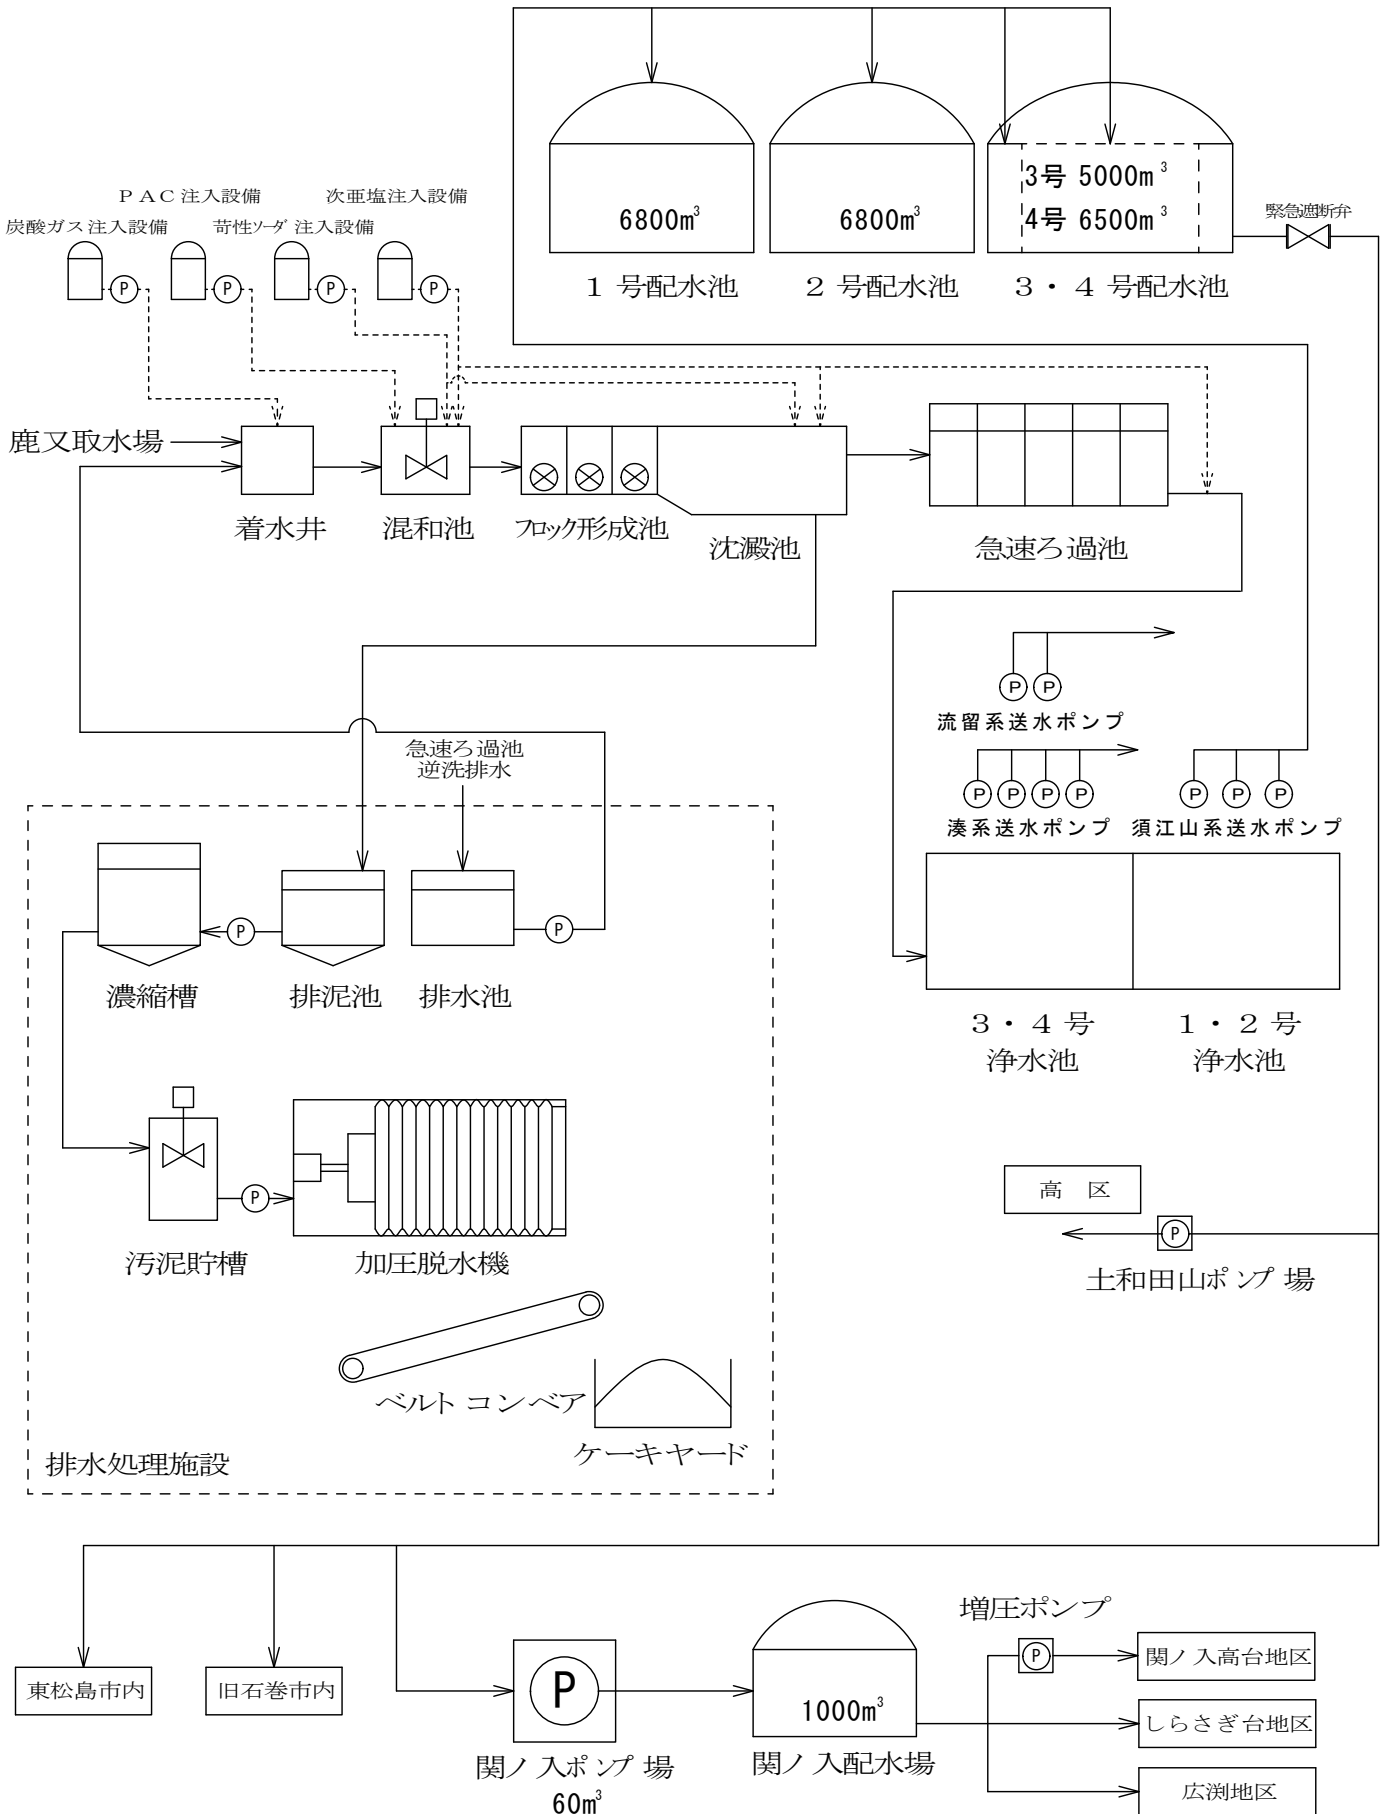 3号 5000m³
4号 6500m³
6800m³
6800m³
緊急遮断弁
1号配水池
2号配水池
3・4号配水池
PAC注入設備
次亜塩注入設備
炭酸ガス注入設備
苛性ソーダ注入設備
P
P
P
P
鹿又取水場
着水井
混和池
フロック形成池
沈澱池
急速ろ過池
P
P
流留系送水ポンプ
P
P
P
P
P
P
P
湊系送水ポンプ
須江山系送水ポンプ
急速ろ過池
逆洗排水
P
P
濃縮槽
排泥池
排水池
3・4号
浄水池
1・2号
浄水池
P
汚泥貯槽
加圧脱水機
高 区
P
土和田山ポンプ場
ベルトコンベア
ケーキヤード
排水処理施設
増圧ポンプ
東松島市内
旧石巻市内
P
関ノ入ポンプ場
60m³
1000m³
関ノ入配水場
P
関ノ入高台地区
しらさぎ台地区
広渕地区